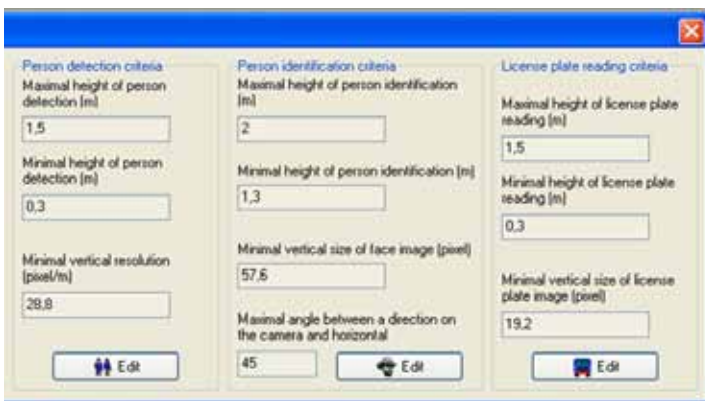 Person detection criteria
Maximal height of person
detection (m)
1,5
Minimal height of person
detection (m)
0,3
Minimal vertical resolution
(pixel/m)
28,8
Edit
Person identification criteria
Maximal height of person identification
(m)
2
Minimal height of person identification (m)
1,3
Minimal vertical size of face image (pixel)
57,6
Maximal angle between a direction on
the camera and horizontal
45
Edit
License plate reading criteria
Maximal height of license plate
reading (m)
1,5
Minimal height of license plate
reading (m)
0,3
Minimal vertical size of license
plate image (pixel)
19,2
Edit